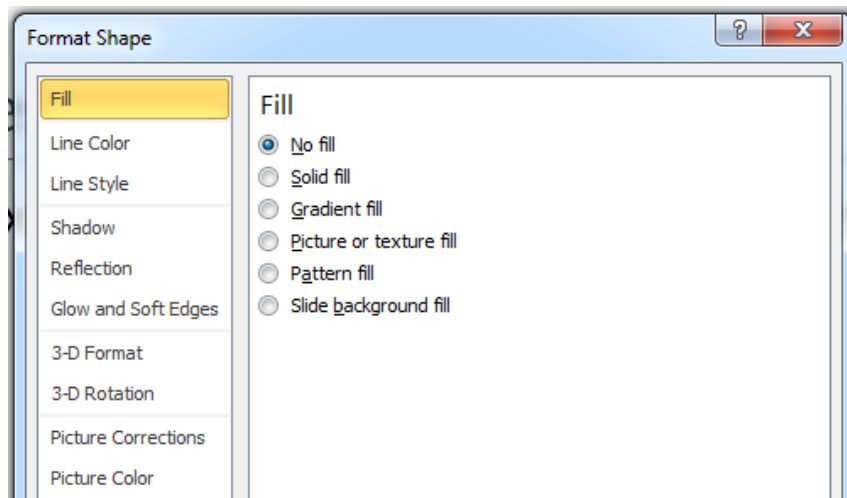 Format Shape
Fill
Line Color
Line Style
Shadow
Reflection
Glow and Soft Edges
3-D Format
3-D Rotation
Picture Corrections
Picture Color
Fill
No fill
Solid fill
Gradient fill
Picture or texture fill
Pattern fill
Slide background fill